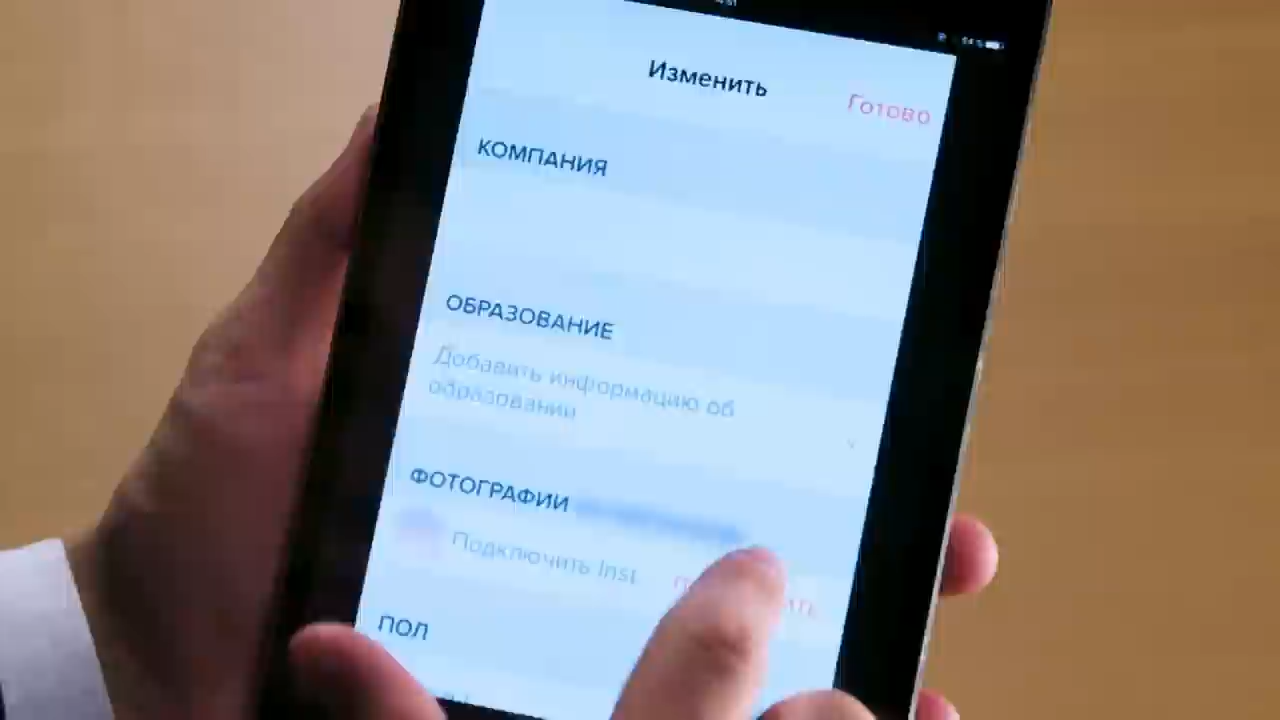 Изменить
Готово
КОМПАНИЯ
ОБРАЗОВАНИЕ
Добавить информацию об
образовании
ФОТОГРАФИИ
Подключить Inst
ПОЛ